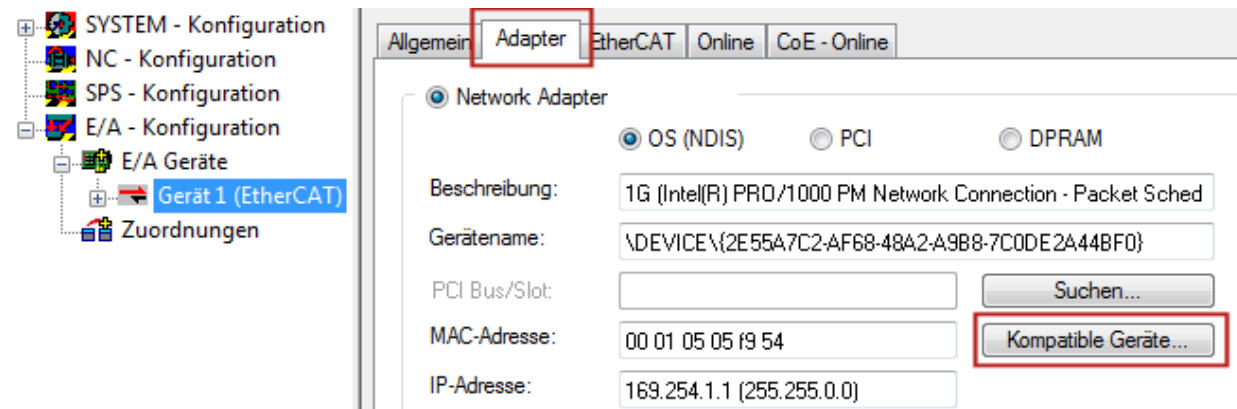 SYSTEM - Konfiguration
NC - Konfiguration
SPS - Konfiguration
E/A - Konfiguration
E/A Geräte
Gerät 1 (EtherCAT)
Zuordnungen
Allgemein Adapter EtherCAT Online CoE - Online
Network Adapter
OS (NDIS) PCI DPRAM
Beschreibung: 1G (Intel(R) PRO/1000 PM Network Connection - Packet Sched
Gerätename: \DEVICE\{2E55A7C2-AF68-48A2-A9B8-7C0DE2A44BF0}
PCI Bus/Slot: Suchen...
MAC-Adresse: 00 01 05 05 f9 54 Kompatible Geräte...
IP-Adresse: 169.254.1.1 (255.255.0.0)